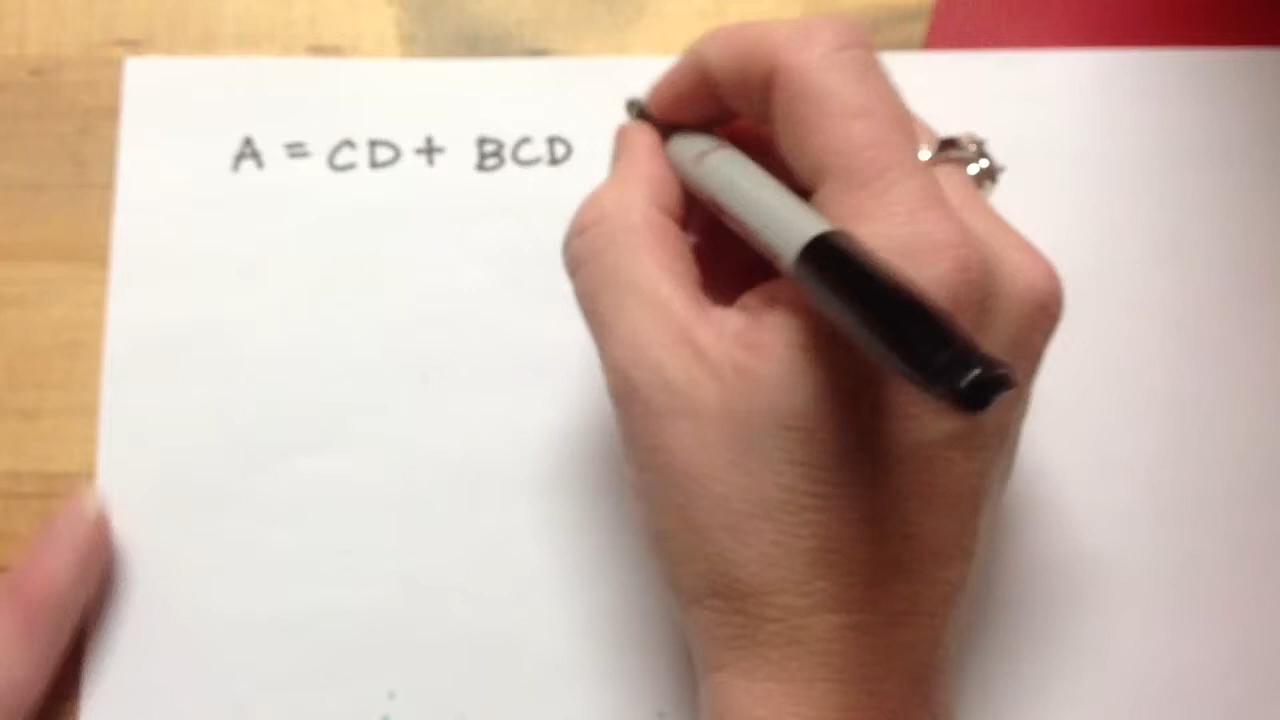 A = CD + BCD